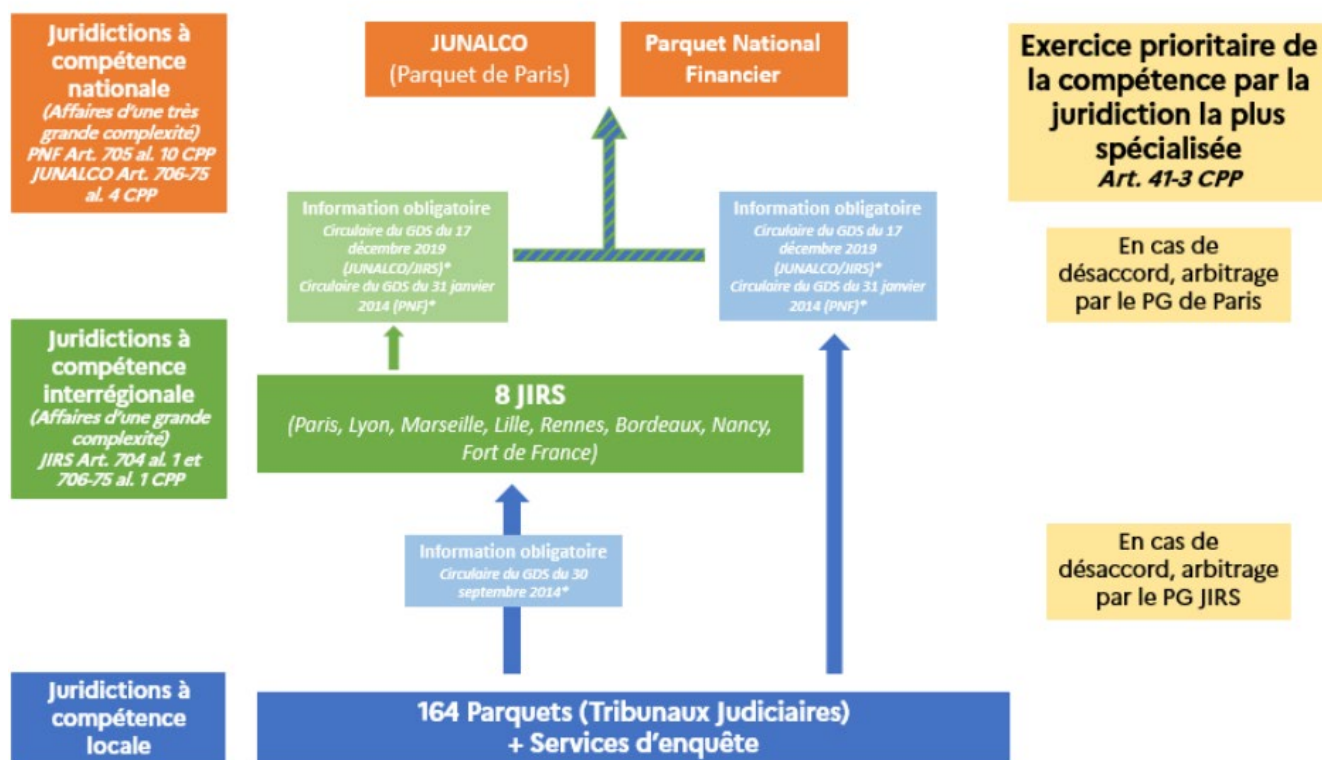 Juridictions à
compétence
nationale
(Affaires d'une très
grande complexité)
PNF Art. 705 al. 10 CPP
JUNALCO Art. 706-75
al. 4 CPP
JUNALCO
(Parquet de Paris)
Parquet National
Financier
Exercice prioritaire de
la compétence par la
juridiction la plus
spécialisée
Art. 41-3 CPP
Information obligatoire
Circulaire du GDS du 17
décembre 2019
(JUNALCO/JIRS)*
Circulaire du GDS du 31 janvier
2014 (PNF)*
Information obligatoire
Circulaire du GDS du 17
décembre 2019
(JUNALCO/JIRS)*
Circulaire du GDS du 31 janvier
2014 (PNF)*
En cas de
désaccord, arbitrage
par le PG de Paris
Juridictions à
compétence
interrégionale
(Affaires d'une grande
complexité)
JIRS Art. 704 al. 1 et
706-75 al. 1 CPP
8 JIRS
(Paris, Lyon, Marseille, Lille, Rennes, Bordeaux, Nancy,
Fort de France)
Information obligatoire
Circulaire du GDS du 30
septembre 2014*
En cas de
désaccord, arbitrage
par le PG JIRS
Juridictions à
compétence
locale
164 Parquets (Tribunaux Judiciaires)
+ Services d'enquête